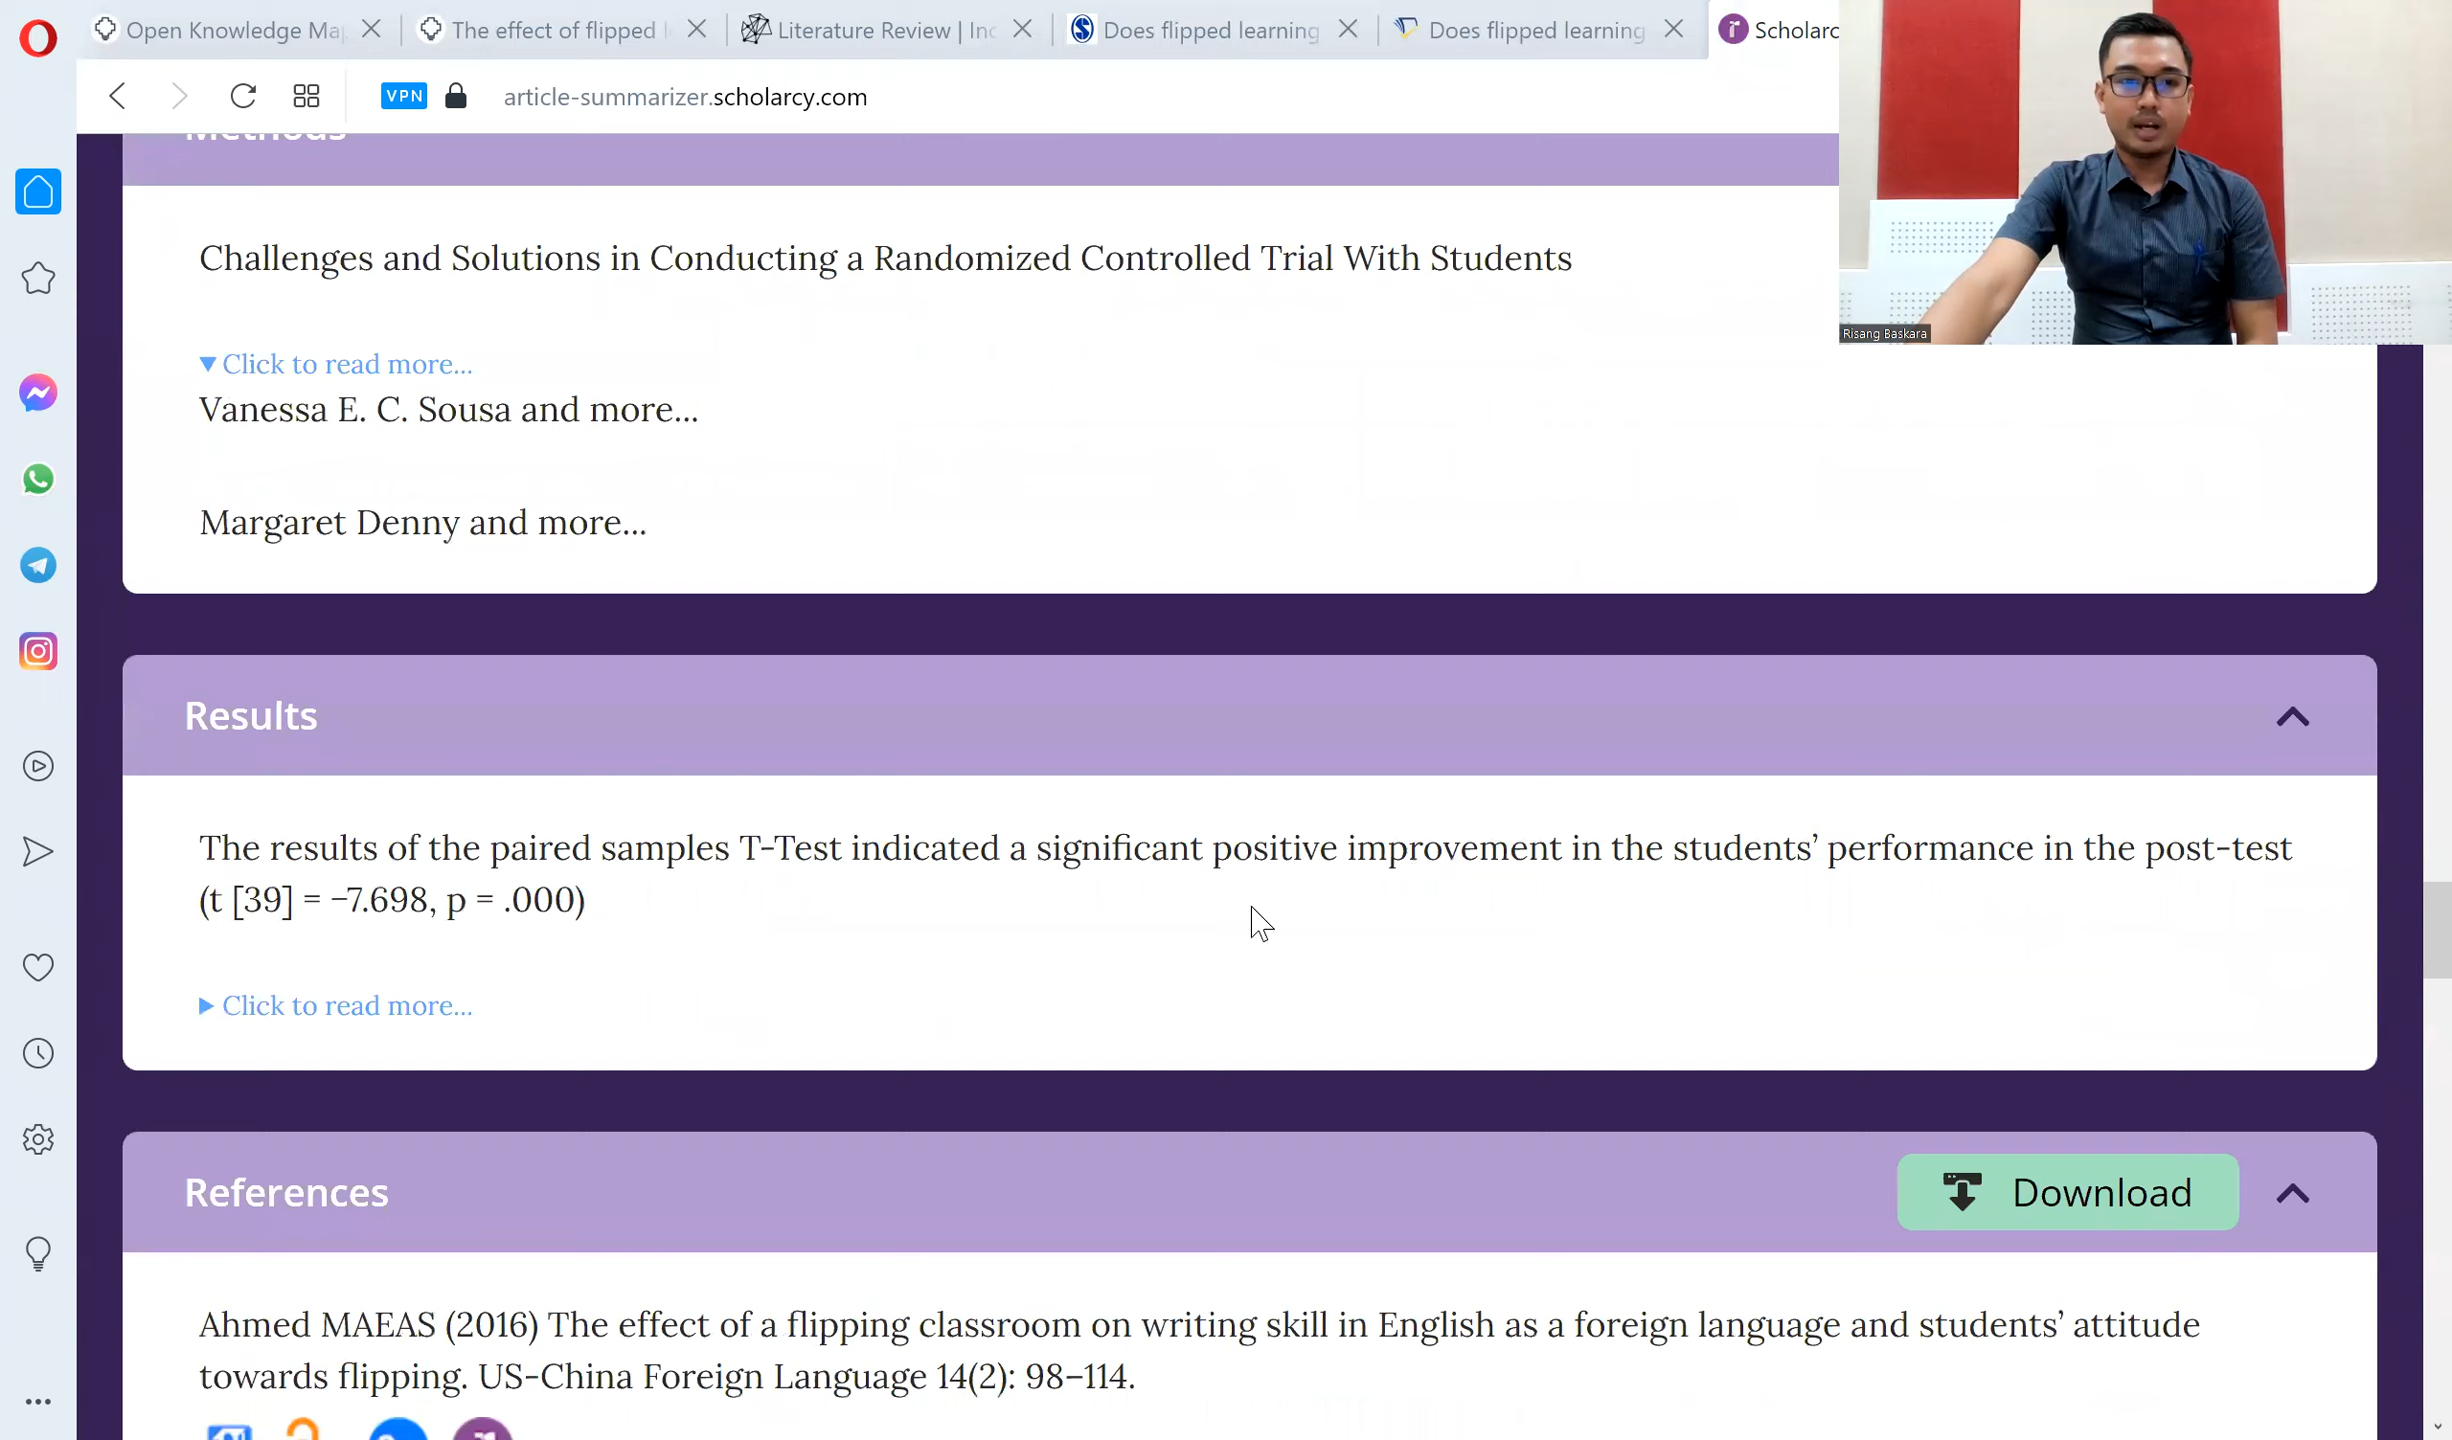 Open Knowledge Ma
The effect of flipped l
Literature Review | Inc
Does flipped learning
Does flipped learning
Scholarc
VPN
article-summarizer.scholarcy.com
Methods
Challenges and Solutions in Conducting a Randomized Controlled Trial With Students
Risang Baskara
Click to read more...
Vanessa E. C. Sousa and more...
Margaret Denny and more...
Results
The results of the paired samples T-Test indicated a significant positive improvement in the students’ performance in the post-test
(t [39] = −7.698, p = .000)
Click to read more...
References
Download
Ahmed MAEAS (2016) The effect of a flipping classroom on writing skill in English as a foreign language and students’ attitude
towards flipping. US-China Foreign Language 14(2): 98–114.